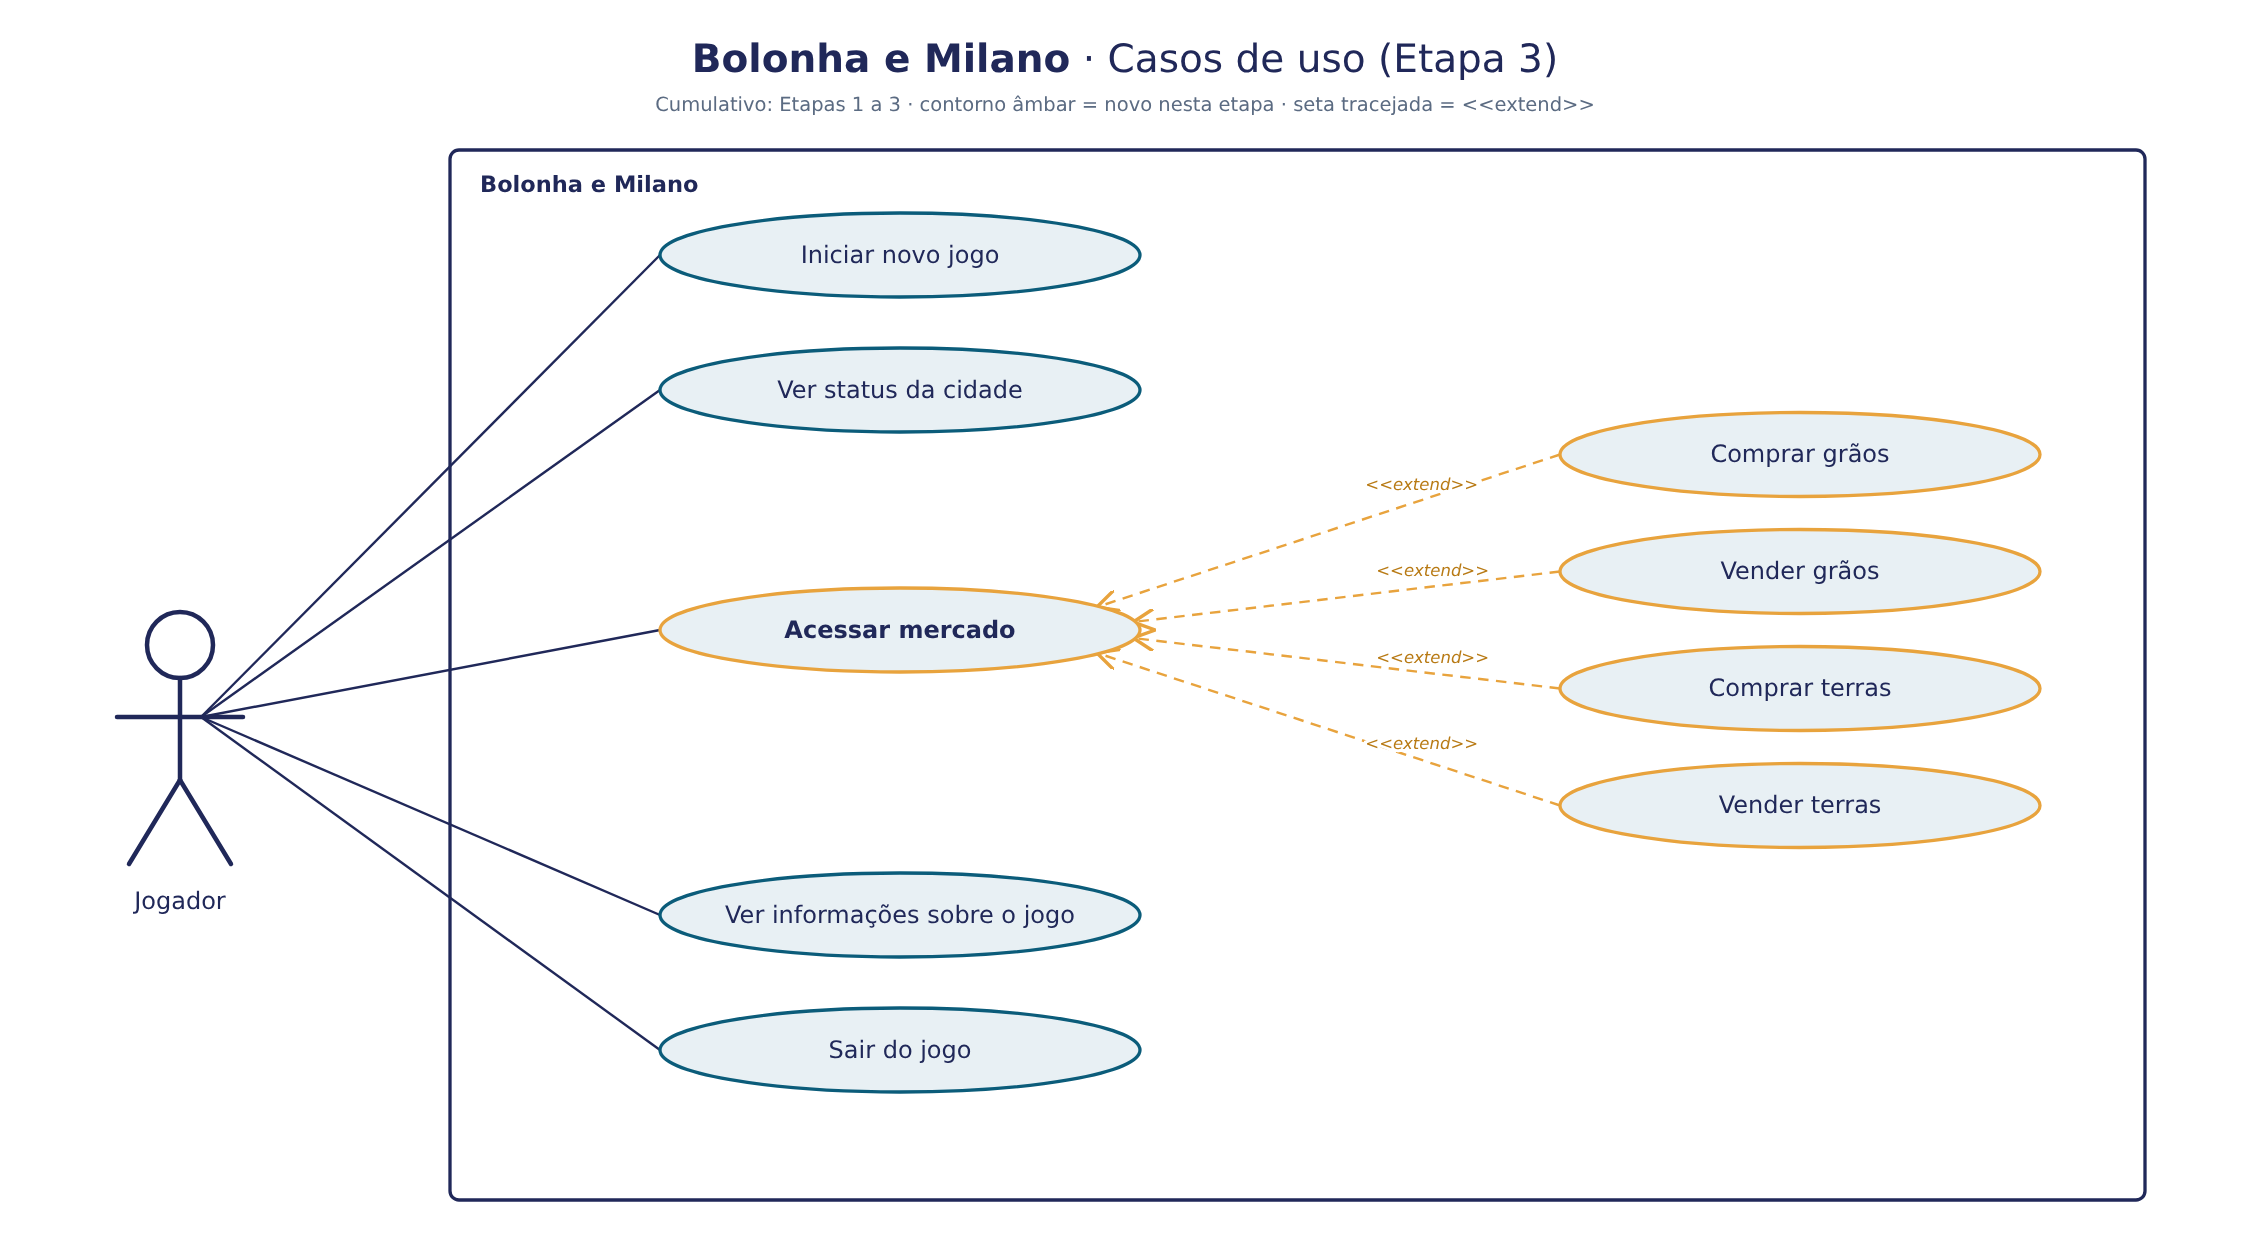 Bolonha e Milano · Casos de uso (Etapa 3)
Cumulativo: Etapas 1 a 3 · contorno âmbar = novo nesta etapa · seta tracejada = <<extend>>
Bolonha e Milano
Iniciar novo jogo
Ver status da cidade
Comprar grãos
<<extend>>
Vender grãos
<<extend>>
Acessar mercado
<<extend>>
Comprar terras
<<extend>>
Vender terras
Jogador
Ver informações sobre o jogo
Sair do jogo